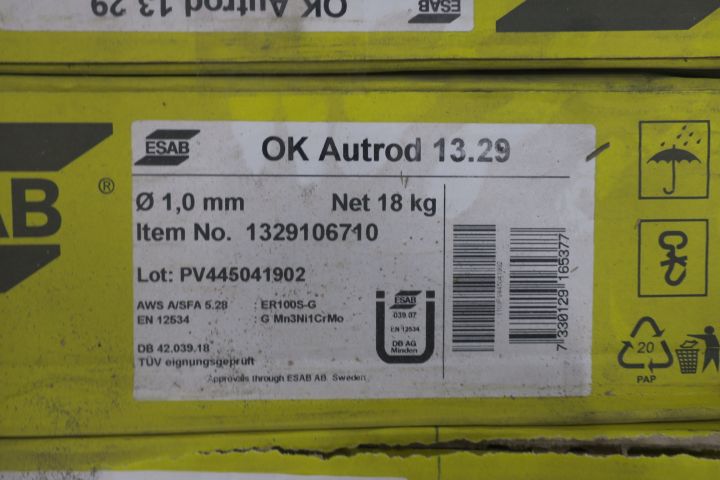 OK Autrod 13.29
ESAB
SAB
®
ESAB
OK Autrod 13.29
Ø 1,0 mm Net 18 kg
Item No. 1329106710
Lot: PV445041902
AWS A/SFA 5.28 : ER100S-G
EN 12534 : G Mn3Ni1CrMo
DB 42.039.18
TÜV eignungsgeprüft
Approvals through ESAB AB Sweden
ESAB
039.07
EN 12534
DB AG
Minden
7330129165377
20
PAP